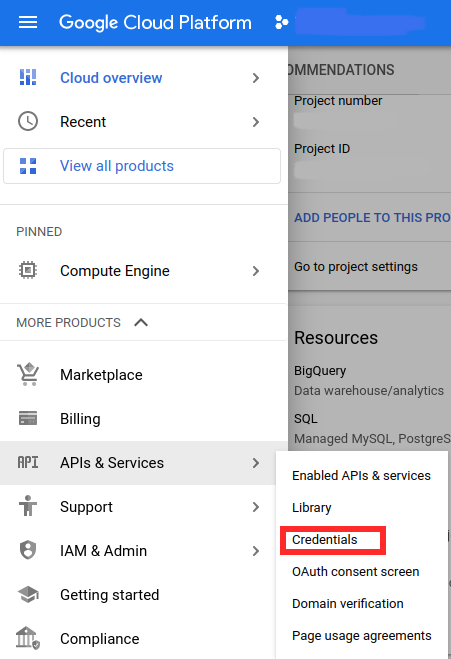 Google Cloud Platform
Cloud overview
Recent
View all products
PINNED
Compute Engine
MORE PRODUCTS
Marketplace
Billing
API APIs & Services
Support
IAM & Admin
Getting started
Compliance
OMMENDATIONS
Project number
Project ID
ADD PEOPLE TO THIS PRO
Go to project settings
Resources
BigQuery
Data warehouse/analytics
SQL
Managed MySQL, PostgreS
Enabled APIs & services
Library
Credentials
OAuth consent screen
Domain verification
Page usage agreements